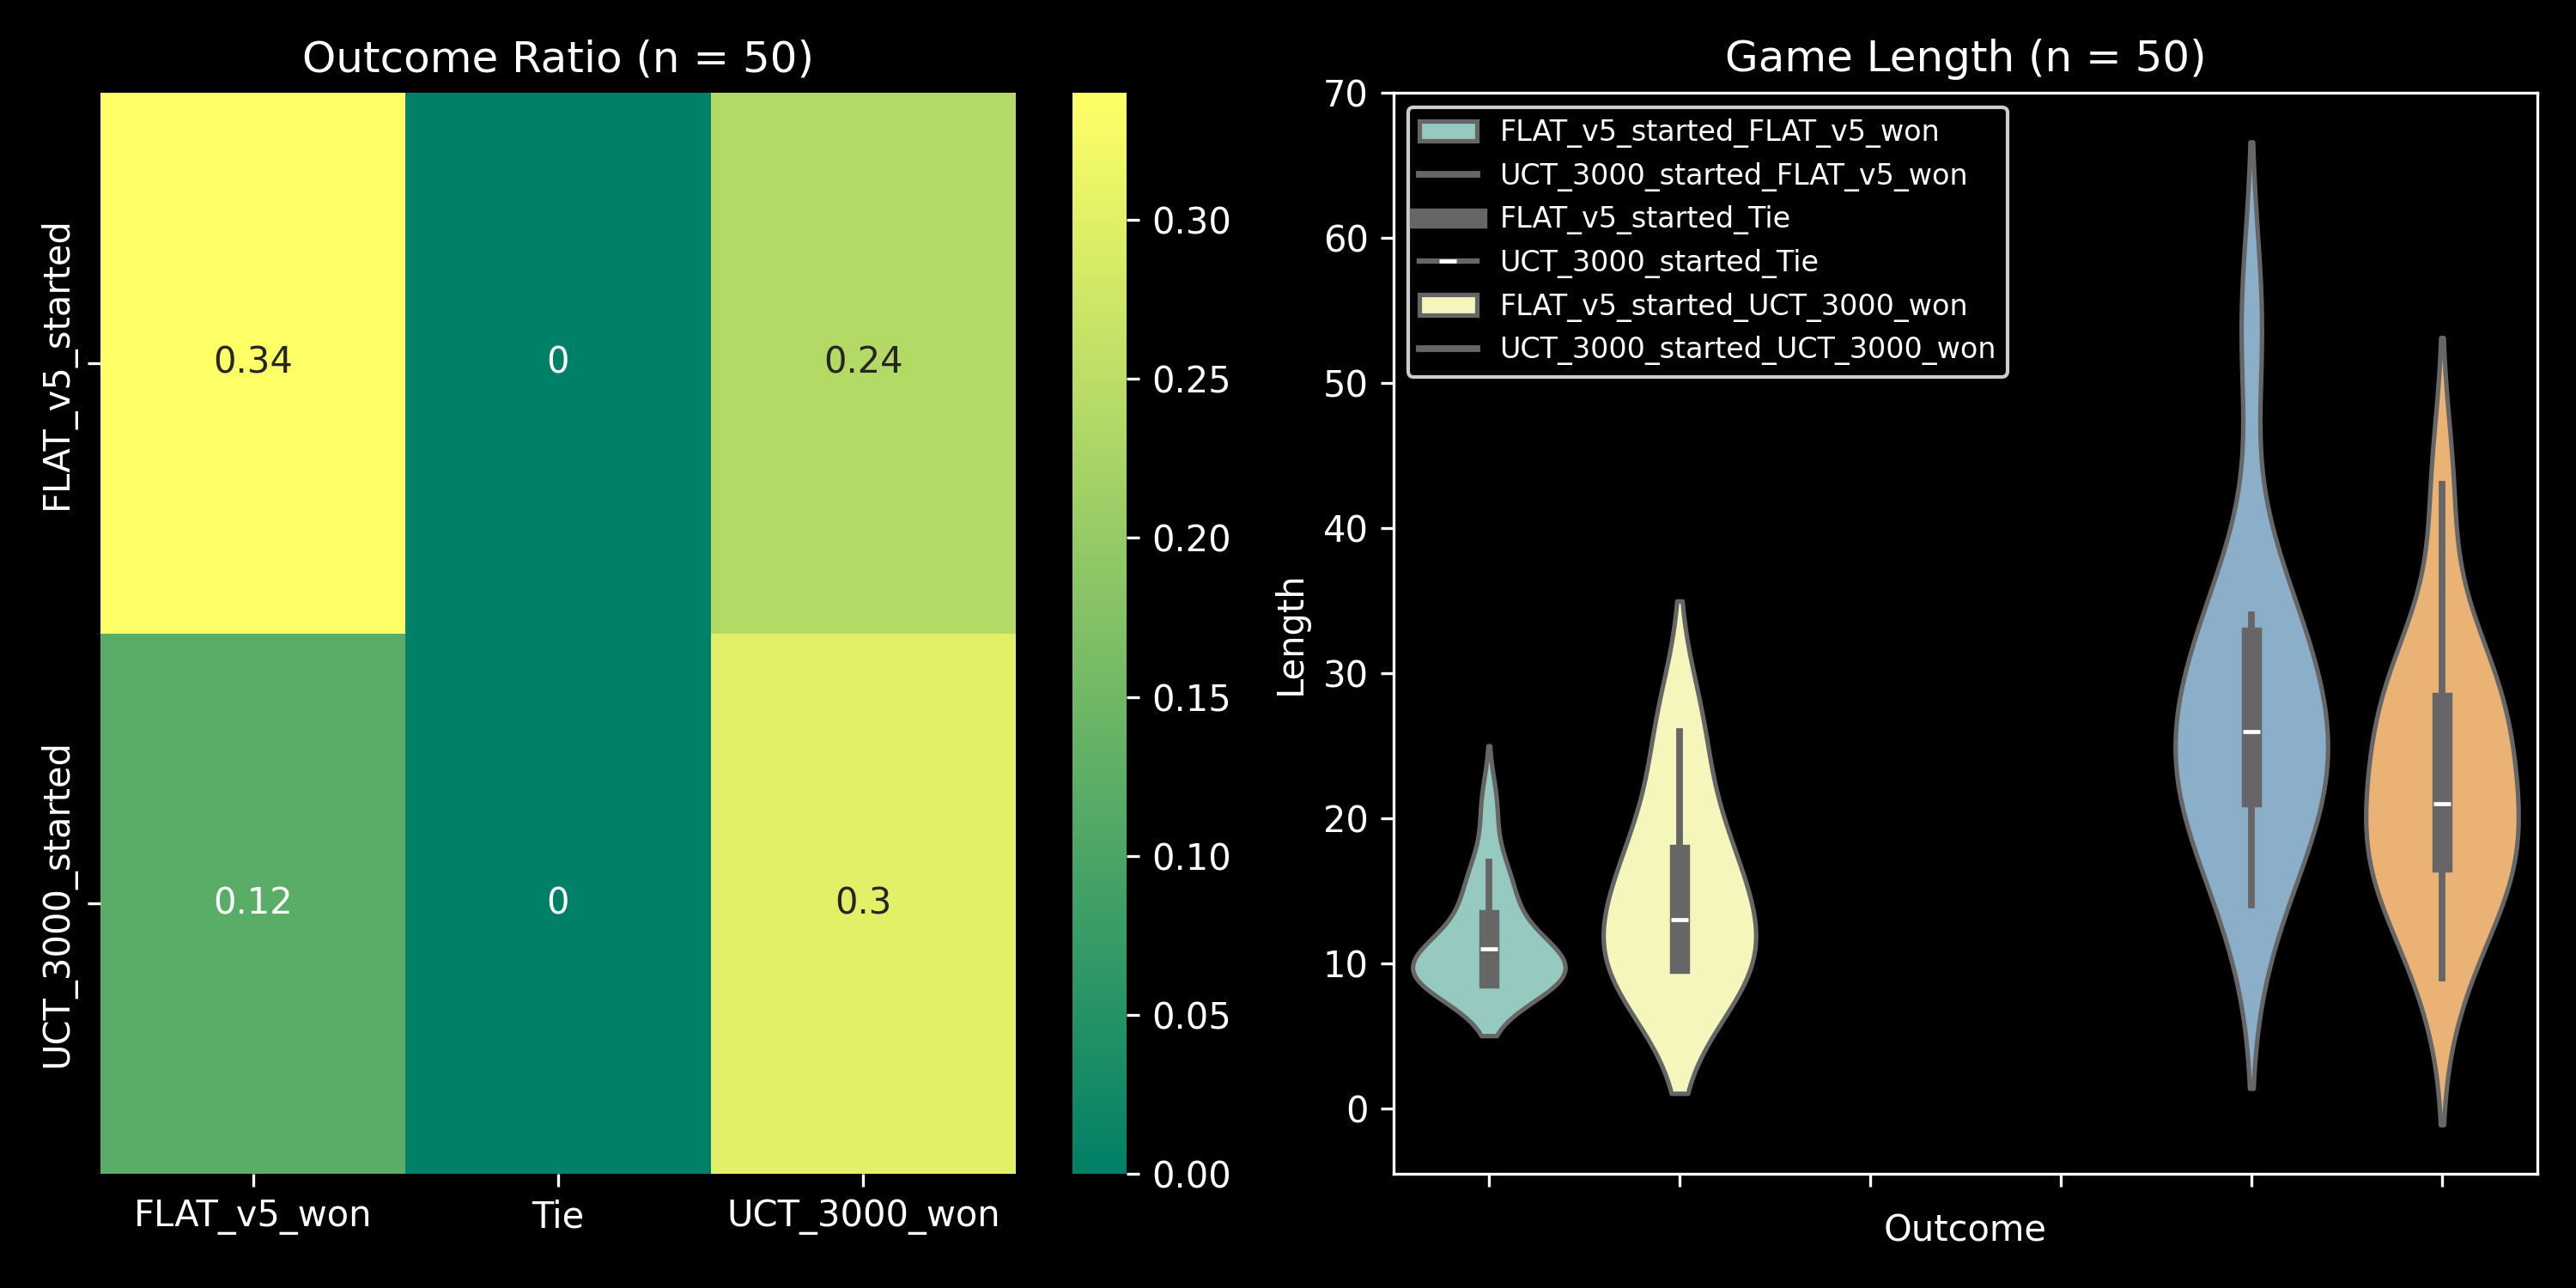 Outcome Ratio (n = 50)
FLAT_v5_started
UCT_3000_started
0.34
0
0.24
0.12
0
0.3
FLAT_v5_won
Tie
UCT_3000_won
0.30
0.25
0.20
0.15
0.10
0.05
0.00
Game Length (n = 50)
Length
70
60
50
40
30
20
10
0
FLAT_v5_started_FLAT_v5_won
UCT_3000_started_FLAT_v5_won
FLAT_v5_started_Tie
UCT_3000_started_Tie
FLAT_v5_started_UCT_3000_won
UCT_3000_started_UCT_3000_won
Outcome